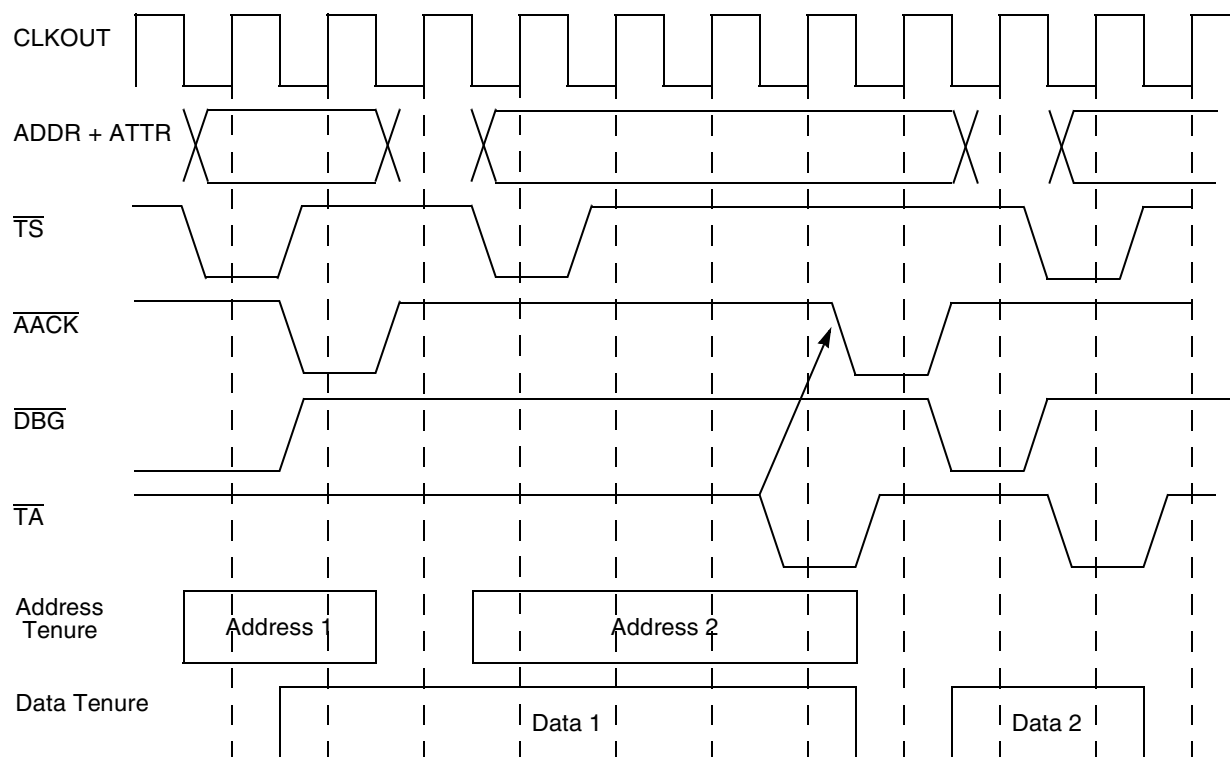 CLKOUT
ADDR + ATTR
TS
AACK
DBG
TA
Address
Tenure
Address 1
Address 2
Data Tenure
Data 1
Data 2